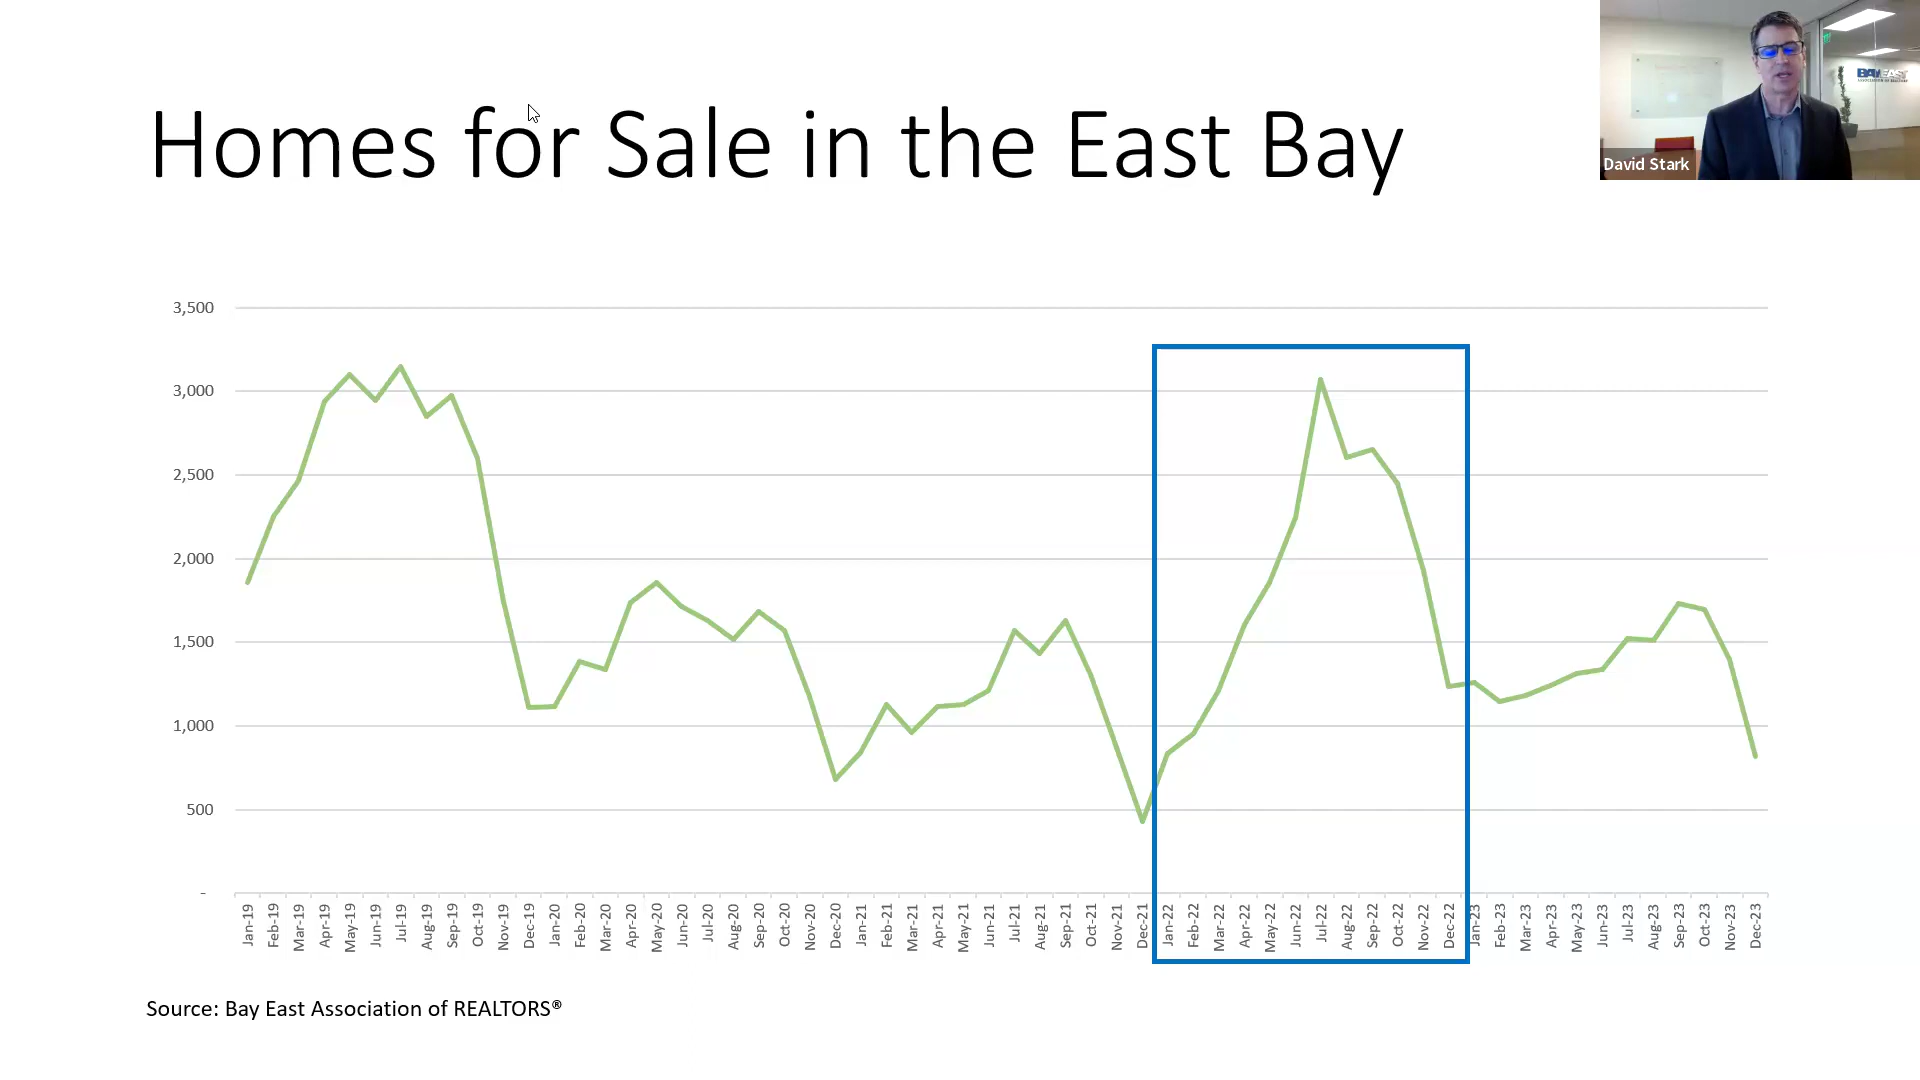 Homes for Sale in the East Bay
BAYEAST
David Stark
3,500
3,000
2,500
2,000
1,500
1,000
500
-
Jan-19
Feb-19
Mar-19
Apr-19
May-19
Jun-19
Jul-19
Aug-19
Sep-19
Oct-19
Nov-19
Dec-19
Jan-20
Feb-20
Mar-20
Apr-20
May-20
Jun-20
Jul-20
Aug-20
Sep-20
Oct-20
Nov-20
Dec-20
Jan-21
Feb-21
Mar-21
Apr-21
May-21
Jun-21
Jul-21
Aug-21
Sep-21
Oct-21
Nov-21
Dec-21
Jan-22
Feb-22
Mar-22
Apr-22
May-22
Jun-22
Jul-22
Aug-22
Sep-22
Oct-22
Nov-22
Dec-22
Jan-23
Feb-23
Mar-23
Apr-23
May-23
Jun-23
Jul-23
Aug-23
Sep-23
Oct-23
Nov-23
Dec-23
Source: Bay East Association of REALTORS®